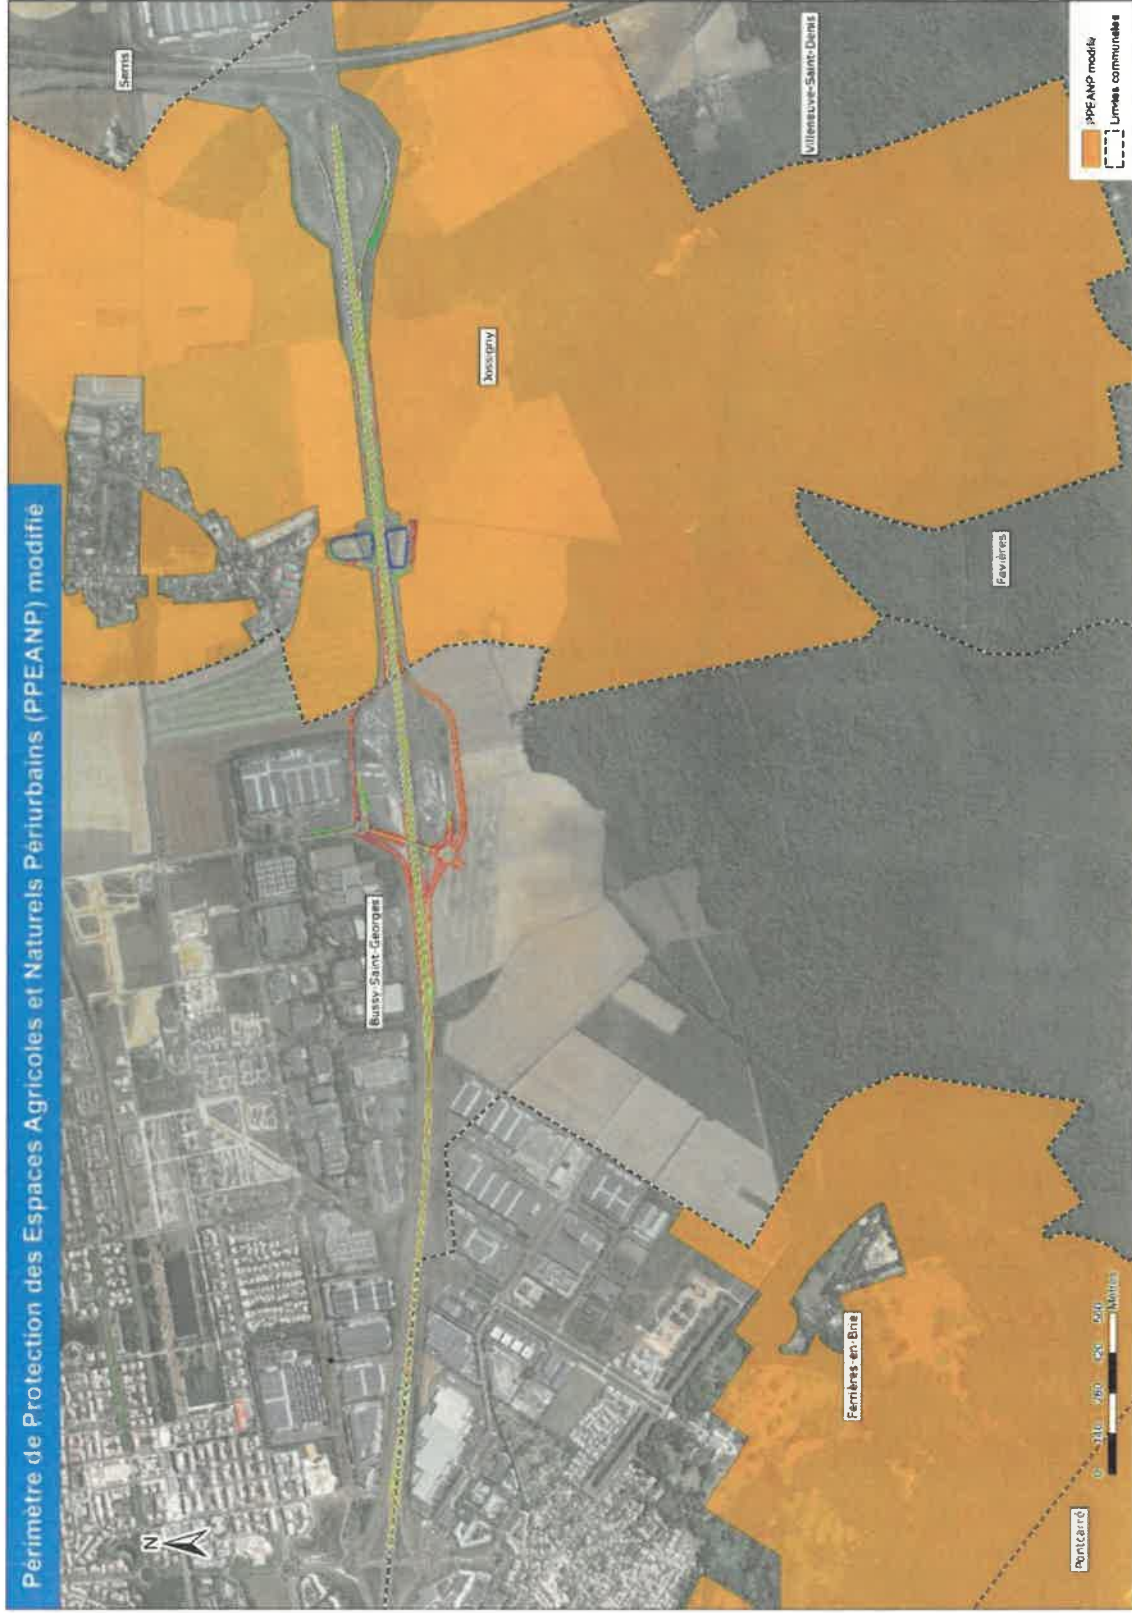 Périmètre de Protection des Espaces Agricoles et Naturels Périurbains (PPEANP) modifié
N
Serris
Bussy-Saint-Georges
Jossigny
Villeneuve-Saint-Denis
Ferrières-en-Brie
Favières
Pontcarré
0
Mètres
PPEANP modifié
Limites communales